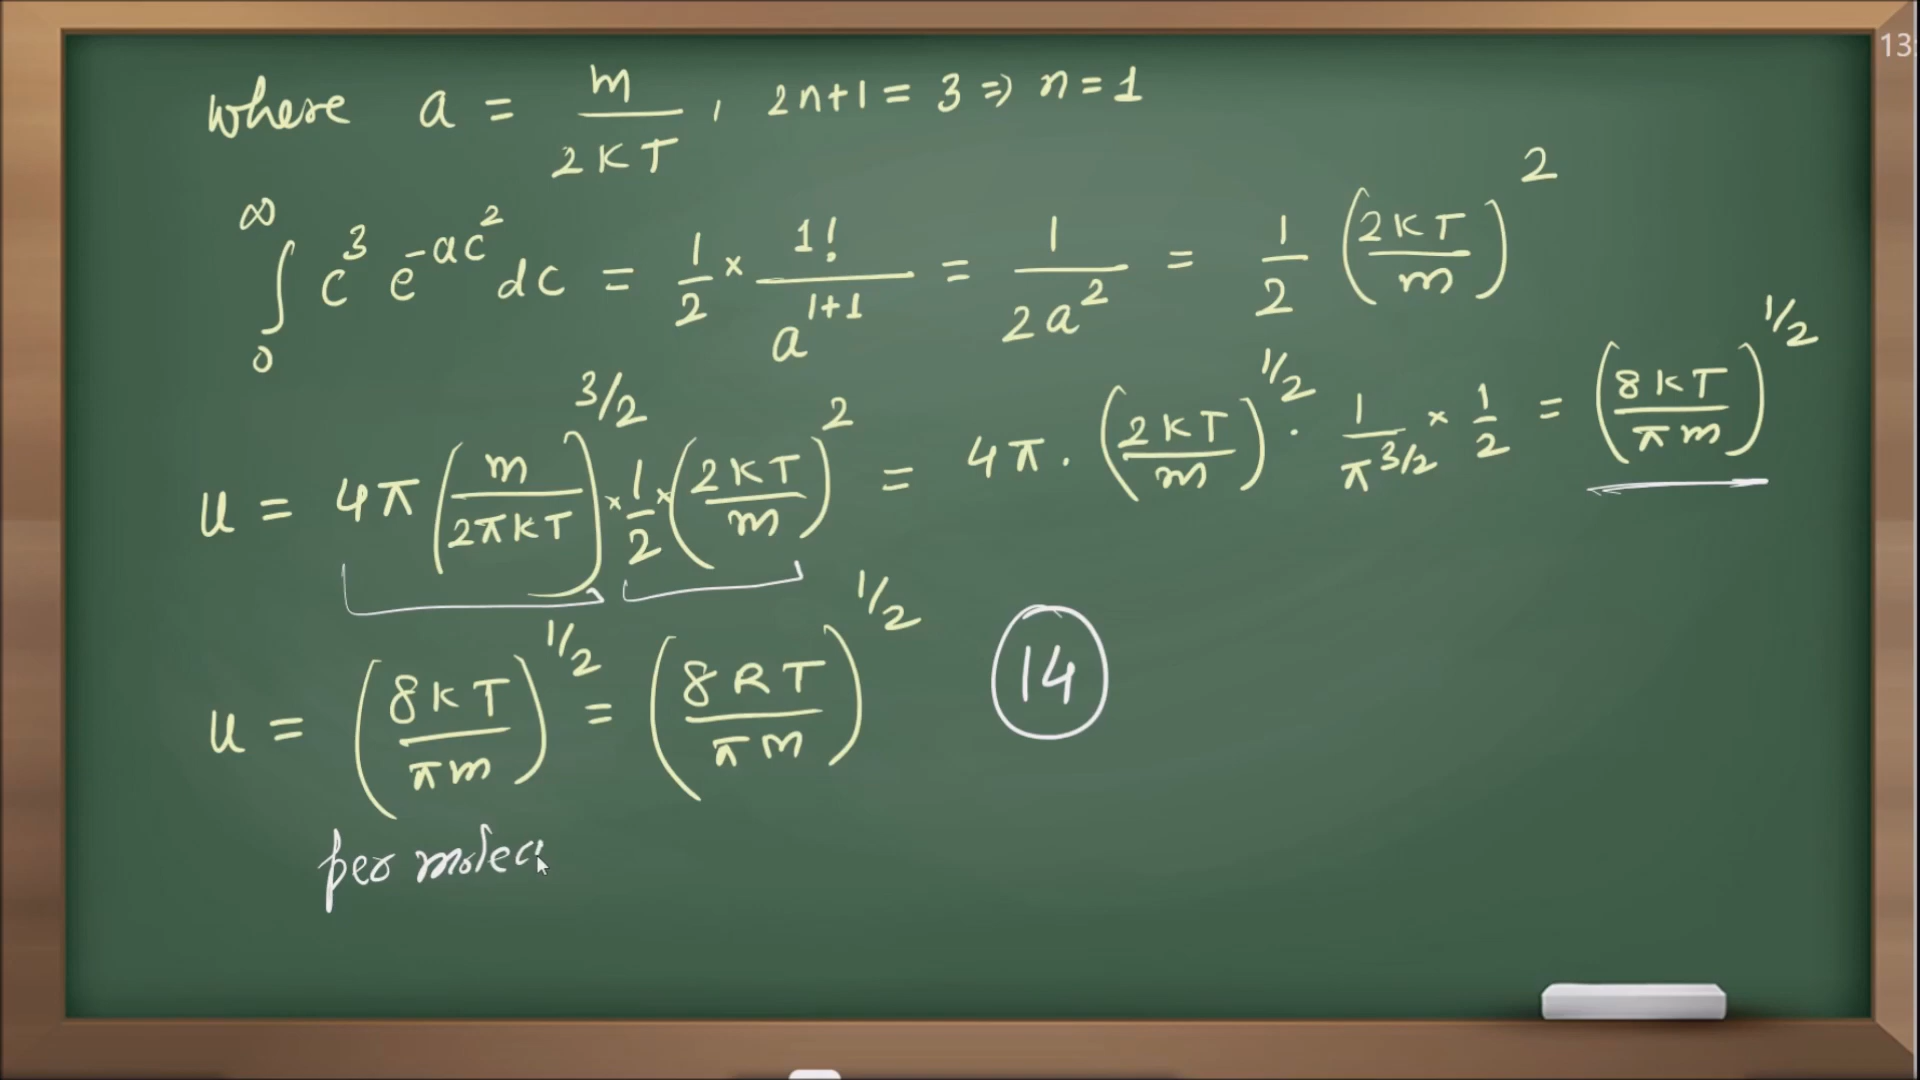 where a = m / 2KT , 2n+1 = 3 ⇒ n = 1
∫₀^∞ c³ e^(-ac²) dc = 1/2 × 1! / a^(1+1) = 1 / 2a² = 1/2 (2KT / m)²
u = 4π (m / 2πKT)^(3/2) × 1/2 × (2KT / m)² = 4π . (2KT / m)^(1/2) . 1 / π^(3/2) × 1/2 = (8KT / πm)^(1/2)
u = (8KT / πm)^(1/2) = (8RT / πM)^(1/2) 14
per molec
13